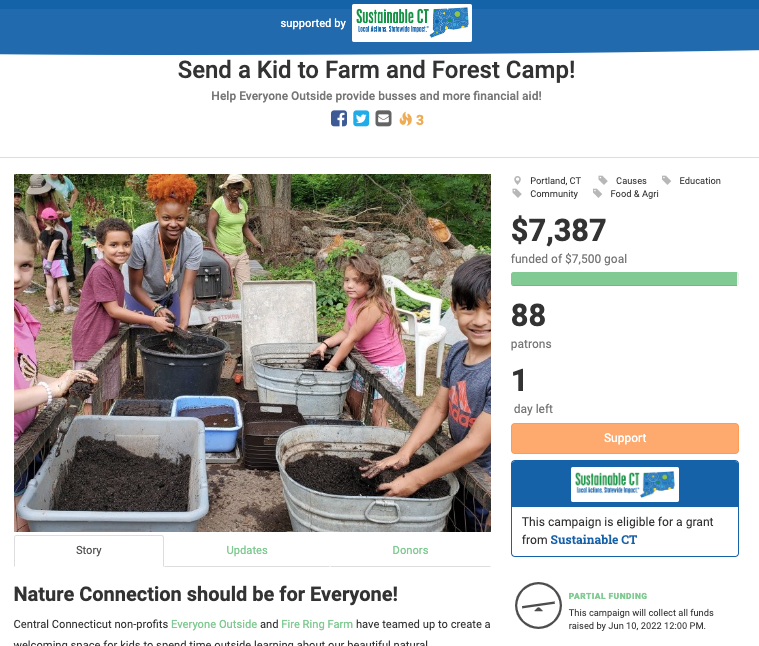 supported by
Sustainable CT
Local Actions. Statewide Impact.
Send a Kid to Farm and Forest Camp!
Help Everyone Outside provide busses and more financial aid!
3
Portland, CT Causes Education
Community Food & Agri
$7,387
funded of $7,500 goal
88
patrons
1
day left
Support
Sustainable CT
Local Actions. Statewide Impact.
This campaign is eligible for a grant
from Sustainable CT
adidas
Story Updates Donors
Nature Connection should be for Everyone!
Central Connecticut non-profits Everyone Outside and Fire Ring Farm have teamed up to create a
welcoming space for kids to spend time outside learning about our beautiful natural
PARTIAL FUNDING
This campaign will collect all funds
raised by Jun 10, 2022 12:00 PM.